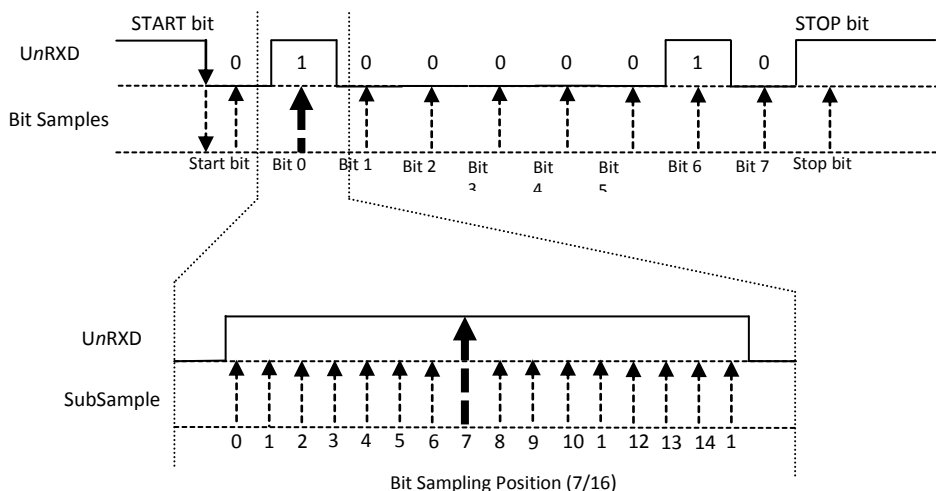 START bit STOP bit
UnRXD 0 1 0 0 0 0 0 1 0
Bit Samples
Start bit Bit 0 Bit 1 Bit 2 Bit Bit Bit Bit 6 Bit 7 Stop bit
UnRXD
SubSample
0 1 2 3 4 5 6 7 8 9 10 1 12 13 14 1
Bit Sampling Position (7/16)